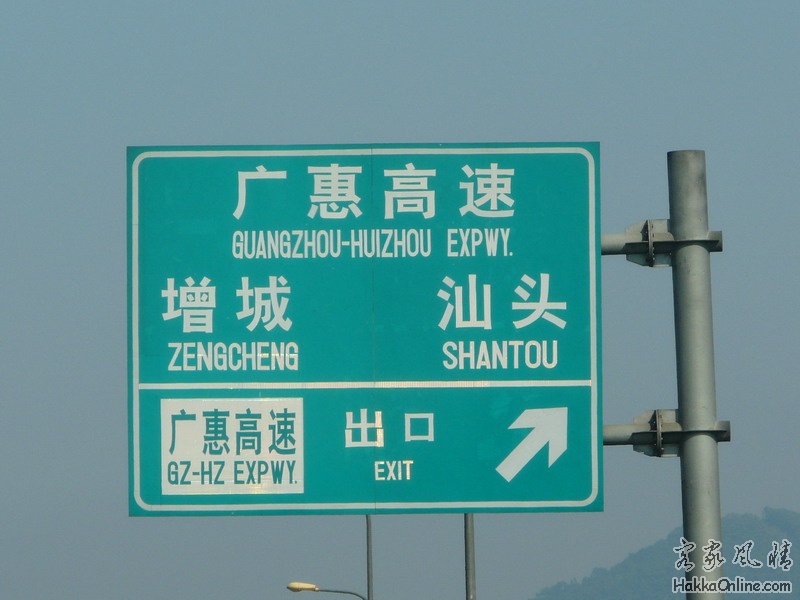 广惠高速
GUANGZHOU-HUIZHOU EXPWY.
增城 汕头
ZENGCHENG SHANTOU
广惠高速 出口
GZ-HZ EXPWY. EXIT
客家风情
HakkaOnline.com